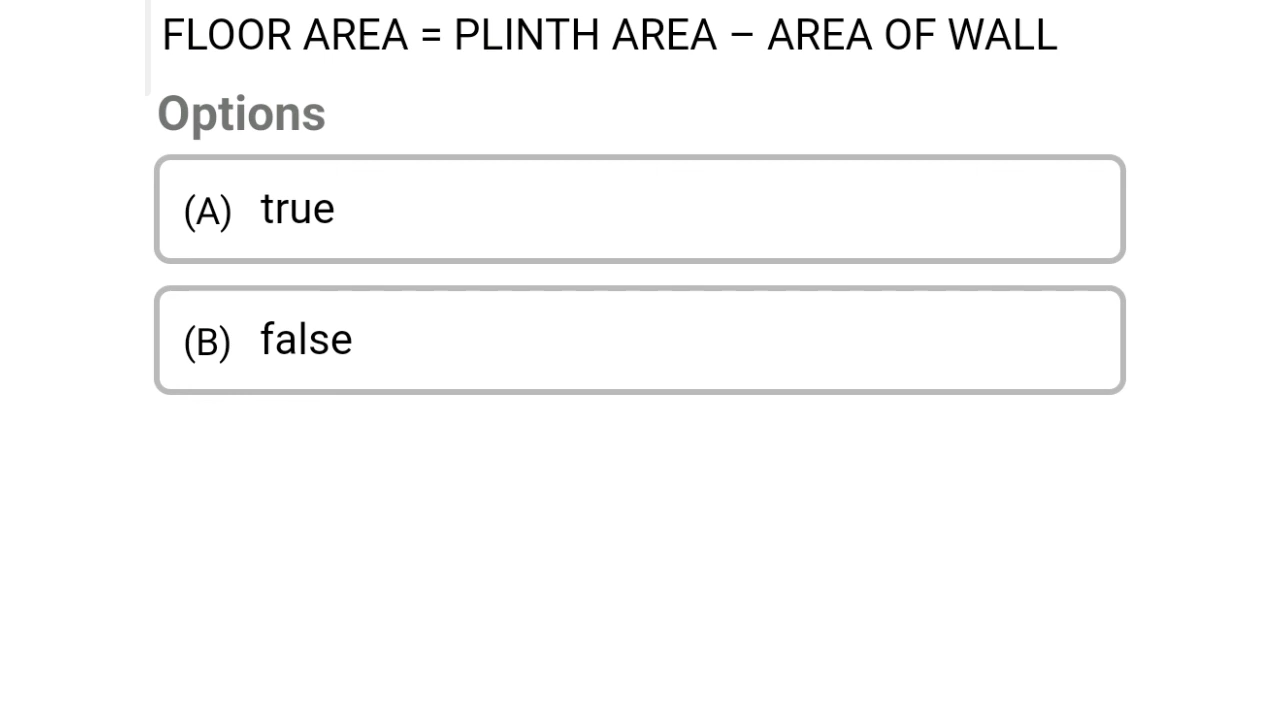 FLOOR AREA = PLINTH AREA – AREA OF WALL
Options
(A) true
(B) false